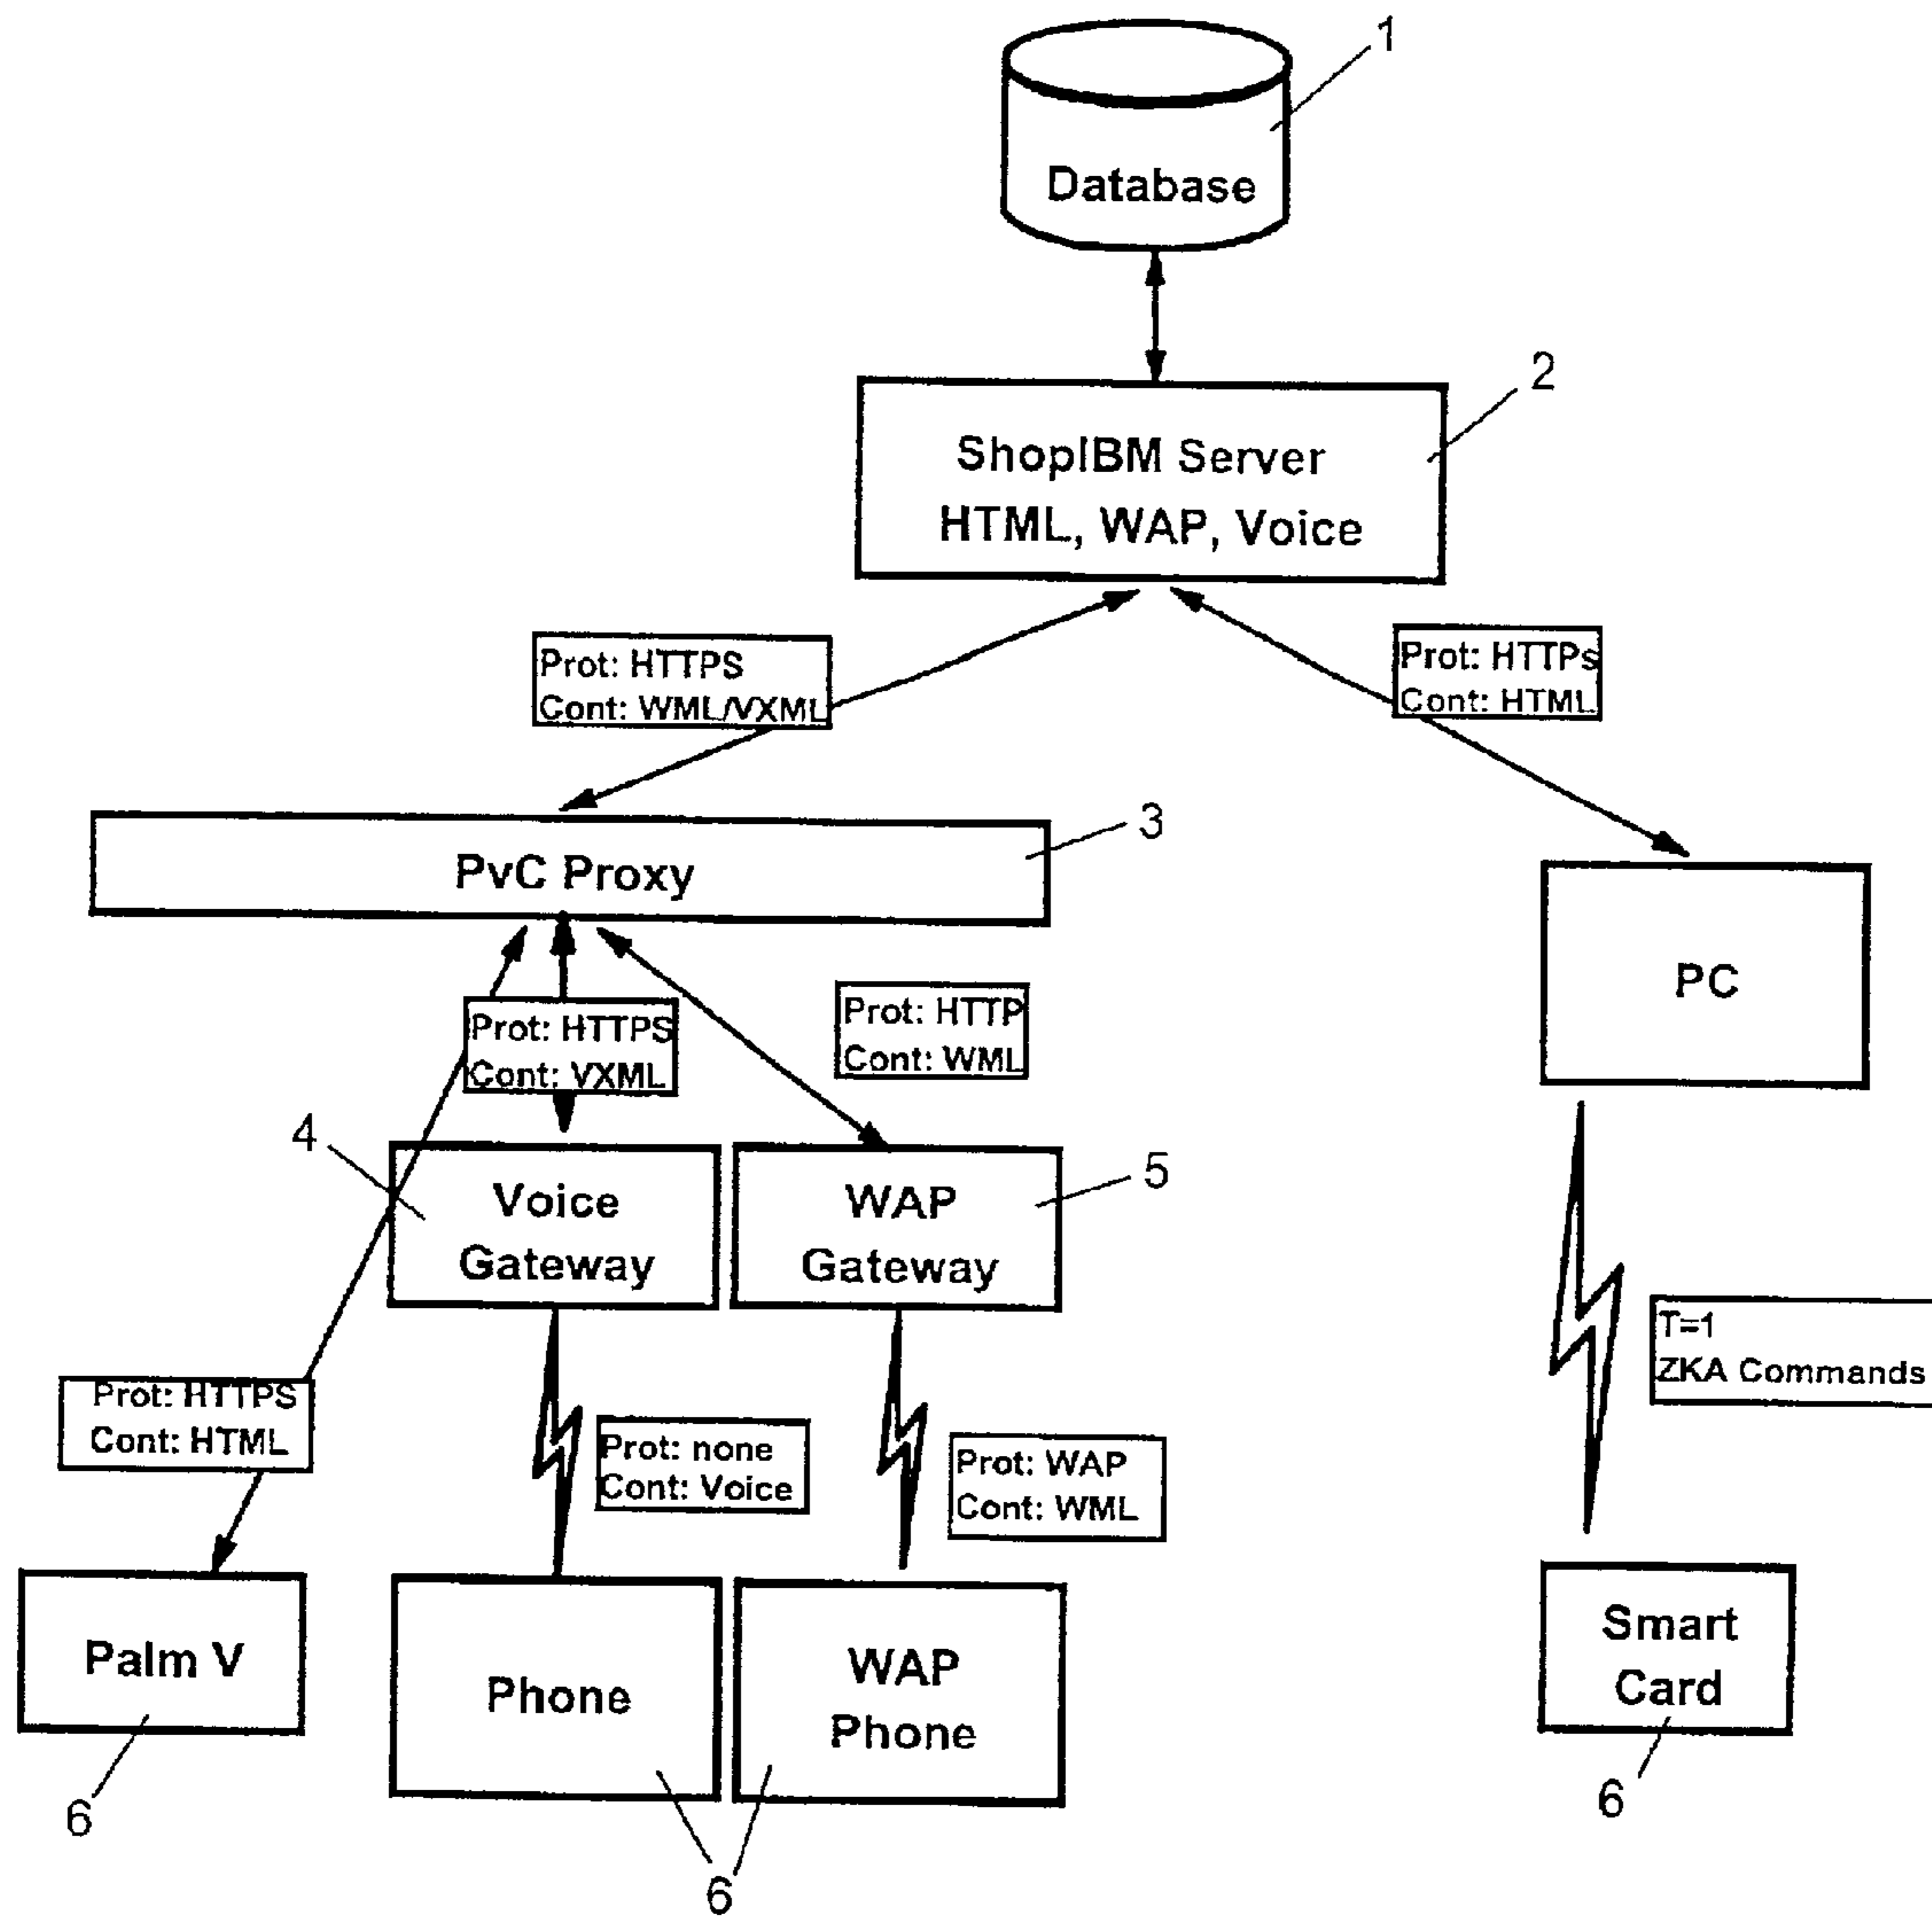 1
Database
2
ShopIBM Server
HTML, WAP, Voice
Prot: HTTPS
Cont: WML/VXML
Prot: HTTPs
Cont: HTML
3
PvC Proxy
PC
Prot: HTTPS
Cont: VXML
Prot: HTTP
Cont: WML
4
Voice
Gateway
5
WAP
Gateway
T=1
ZKA Commands
Prot: HTTPS
Cont: HTML
Prot: none
Cont: Voice
Prot: WAP
Cont: WML
Palm V
Phone
WAP
Phone
Smart
Card
6
6
6